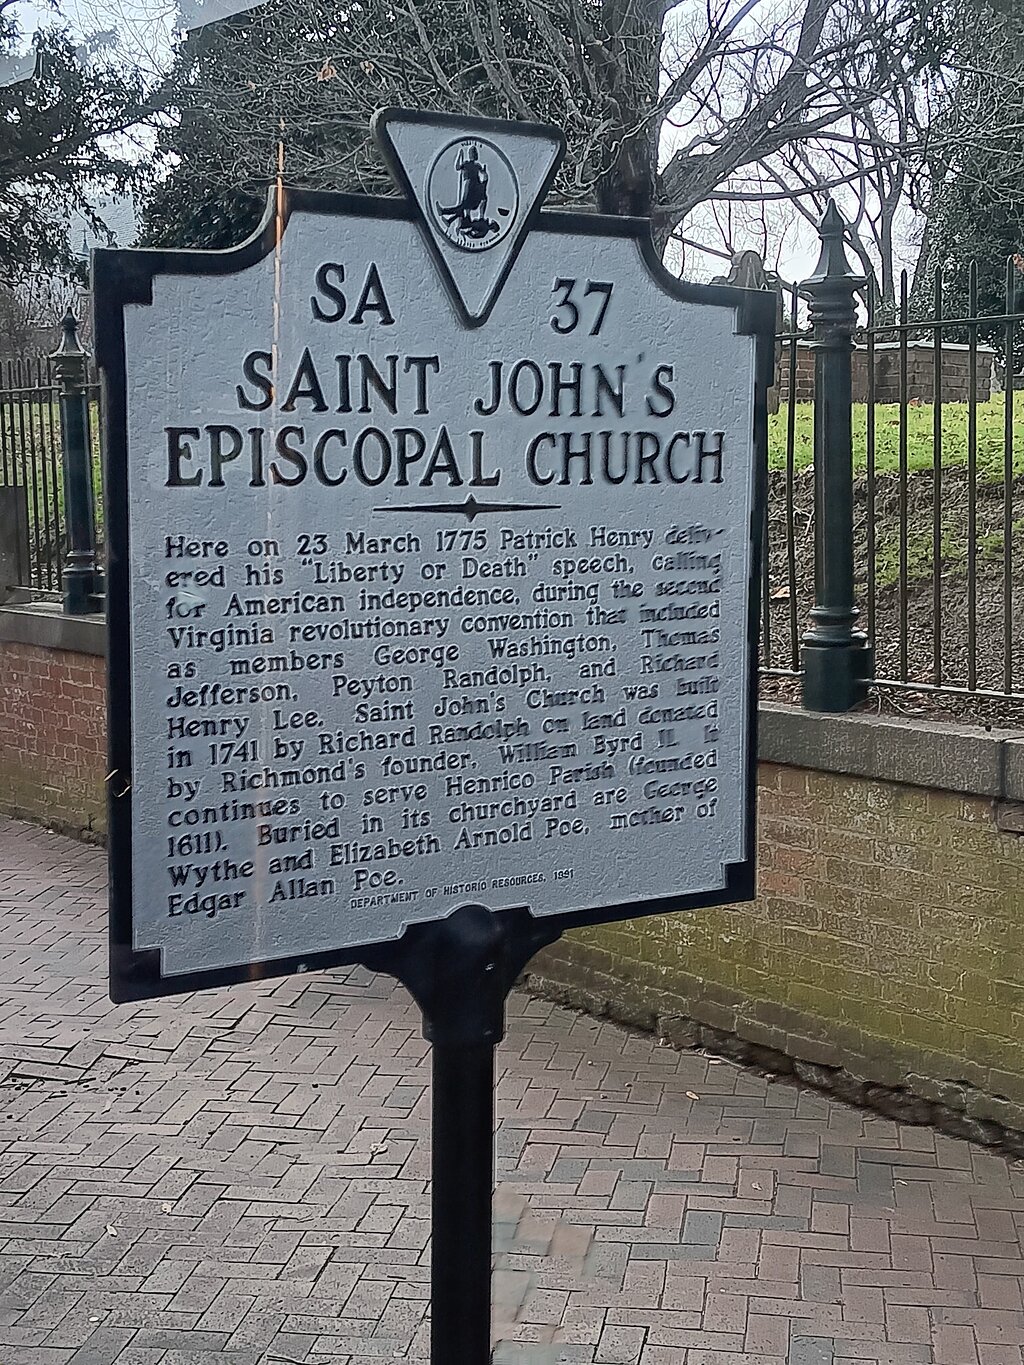 SA 37
SAINT JOHN'S
EPISCOPAL CHURCH
Here on 23 March 1775 Patrick Henry deliv-
ered his "Liberty or Death" speech, calling
for American independence, during the second
Virginia revolutionary convention that included
as members George Washington, Thomas
Jefferson, Peyton Randolph, and Richard
Henry Lee. Saint John's Church was built
in 1741 by Richard Randolph on land donated
by Richmond's founder, William Byrd II. It
continues to serve Henrico Parish (founded
1611). Buried in its churchyard are George
Wythe and Elizabeth Arnold Poe, mother of
Edgar Allan Poe.
DEPARTMENT OF HISTORIC RESOURCES, 1991